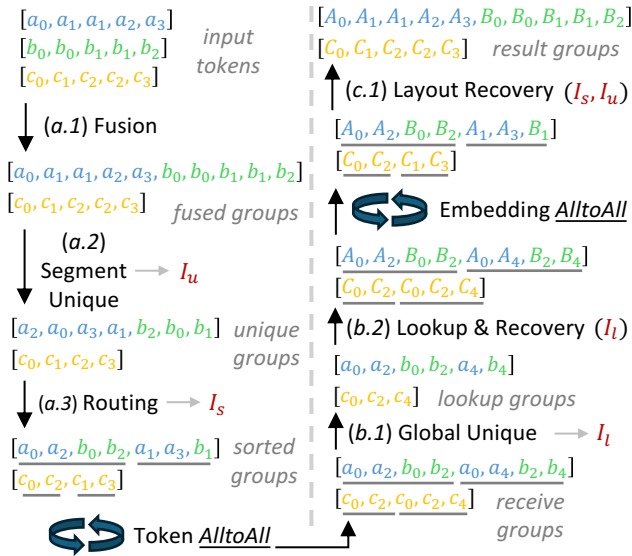 [a₀, a₁, a₁, a₂, a₃]
[b₀, b₀, b₁, b₁, b₂]
[c₀, c₁, c₂, c₂, c₃]
input
tokens
(a.1) Fusion
[a₀, a₁, a₁, a₂, a₃, b₀, b₀, b₁, b₁, b₂]
[c₀, c₁, c₂, c₂, c₃]
fused groups
(a.2)
Segment
Unique
I_u
[a₂, a₀, a₃, a₁, b₂, b₀, b₁]
[c₀, c₁, c₂, c₃]
unique
groups
(a.3) Routing
I_s
[a₀, a₂, b₀, b₂, a₁, a₃, b₁]
[c₀, c₂, c₁, c₃]
sorted
groups
Token AlltoAll
[A₀, A₁, A₁, A₂, A₃, B₀, B₀, B₁, B₁, B₂]
[C₀, C₁, C₂, C₂, C₃]
result groups
(c.1) Layout Recovery (I_s, I_u)
[A₀, A₂, B₀, B₂, A₁, A₃, B₁]
[C₀, C₂, C₁, C₃]
Embedding AlltoAll
[A₀, A₂, B₀, B₂, A₀, A₄, B₂, B₄]
[C₀, C₂, C₀, C₂, C₄]
(b.2) Lookup & Recovery (I_l)
[a₀, a₂, b₀, b₂, a₄, b₄]
[c₀, c₂, c₄]
lookup groups
(b.1) Global Unique
I_l
[a₀, a₂, b₀, b₂, a₀, a₄, b₂, b₄]
[c₀, c₂, c₀, c₂, c₄]
receive
groups